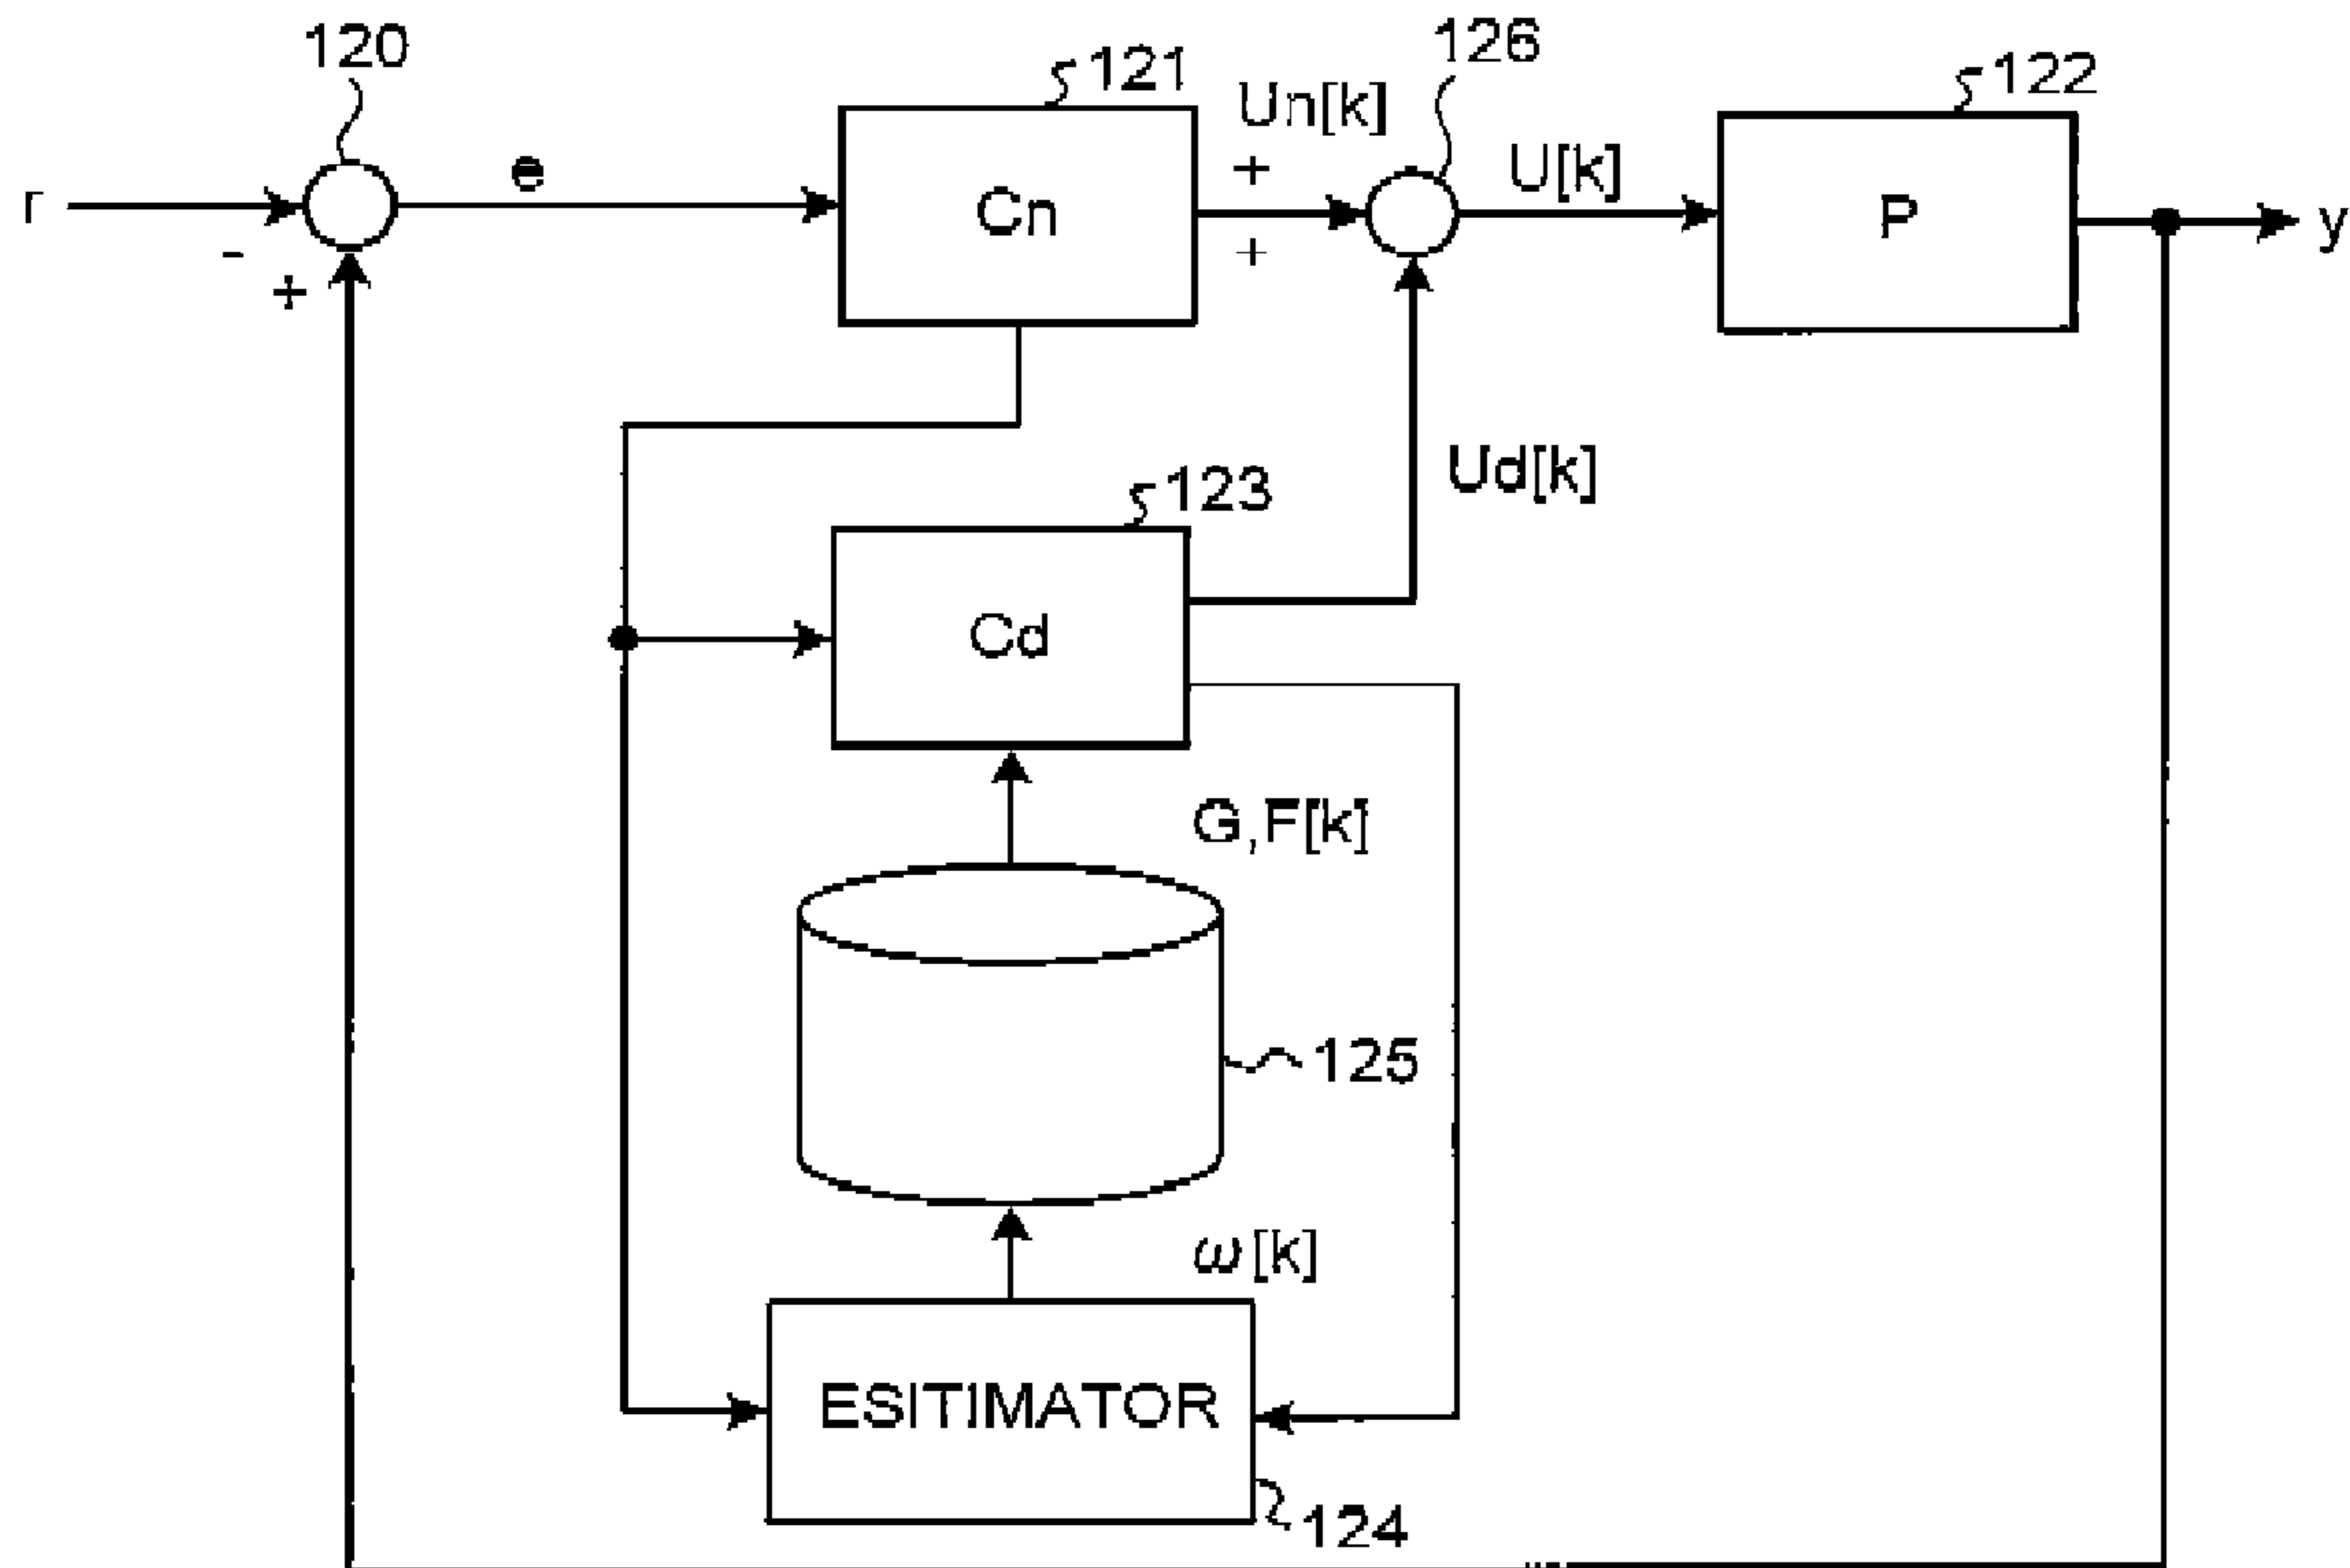 120
121
126
122
Un[k]
+
U[k]
e
r
Cn
P
y
-
+
+
123
Ud[k]
Cd
G,F[k]
125
ω[k]
ESITIMATOR
124